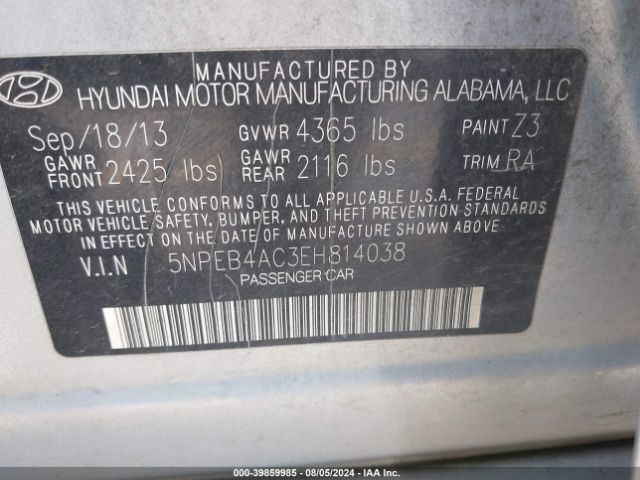 MANUFACTURED BY
HYUNDAI MOTOR MANUFACTURING ALABAMA, LLC
Sep/18/13 GVWR 4365 lbs PAINT Z3
GAWR FRONT 2425 lbs GAWR REAR 2116 lbs TRIM RA
THIS VEHICLE CONFORMS TO ALL APPLICABLE U.S.A. FEDERAL
MOTOR VEHICLE SAFETY, BUMPER, AND THEFT PREVENTION STANDARDS
IN EFFECT ON THE DATE OF MANUFACTURE SHOWN ABOVE.
V.I.N 5NPEB4AC3EH814038
PASSENGER CAR
000-39859985 - 08/05/2024 - IAA Inc.